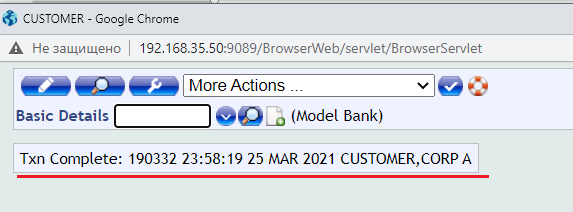 CUSTOMER - Google Chrome
Не защищено 192.168.35.50:9089/BrowserWeb/servlet/BrowserServlet
More Actions ...
Basic Details (Model Bank)
Txn Complete: 190332 23:58:19 25 MAR 2021 CUSTOMER,CORP A